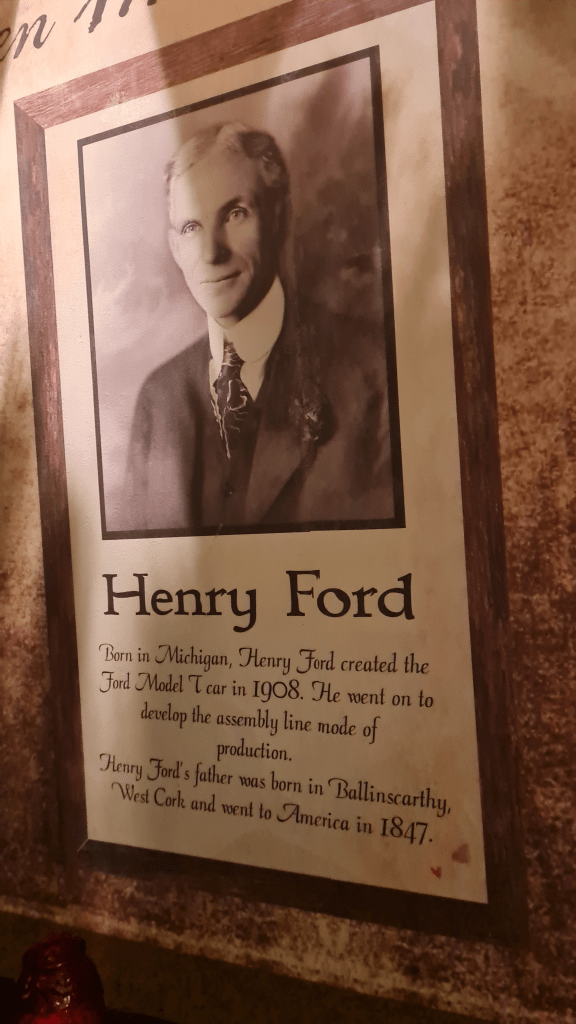 en
Henry Ford
Born in Michigan, Henry Ford created the
Ford Model T car in 1908. He went on to
develop the assembly line mode of
production.
Henry Ford's father was born in Ballinscarthy,
West Cork and went to America in 1847.